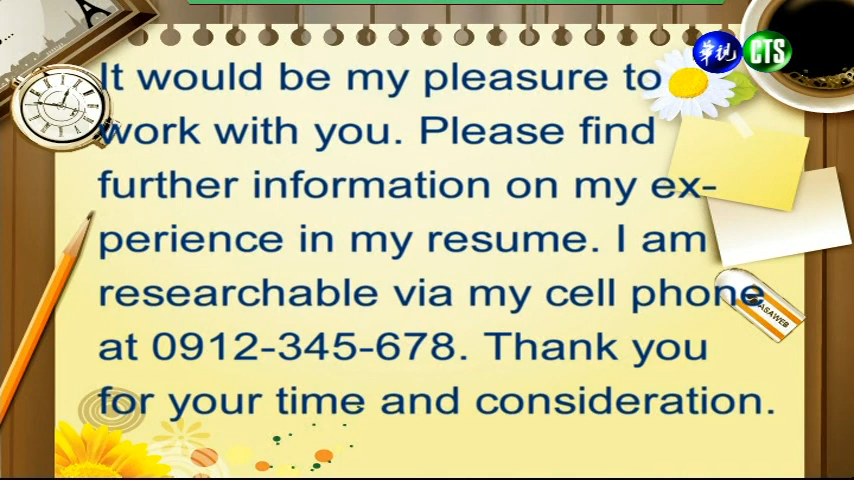 華視 CTS
It would be my pleasure to
work with you. Please find
further information on my ex-
perience in my resume. I am
researchable via my cell phone
at 0912-345-678. Thank you
for your time and consideration.